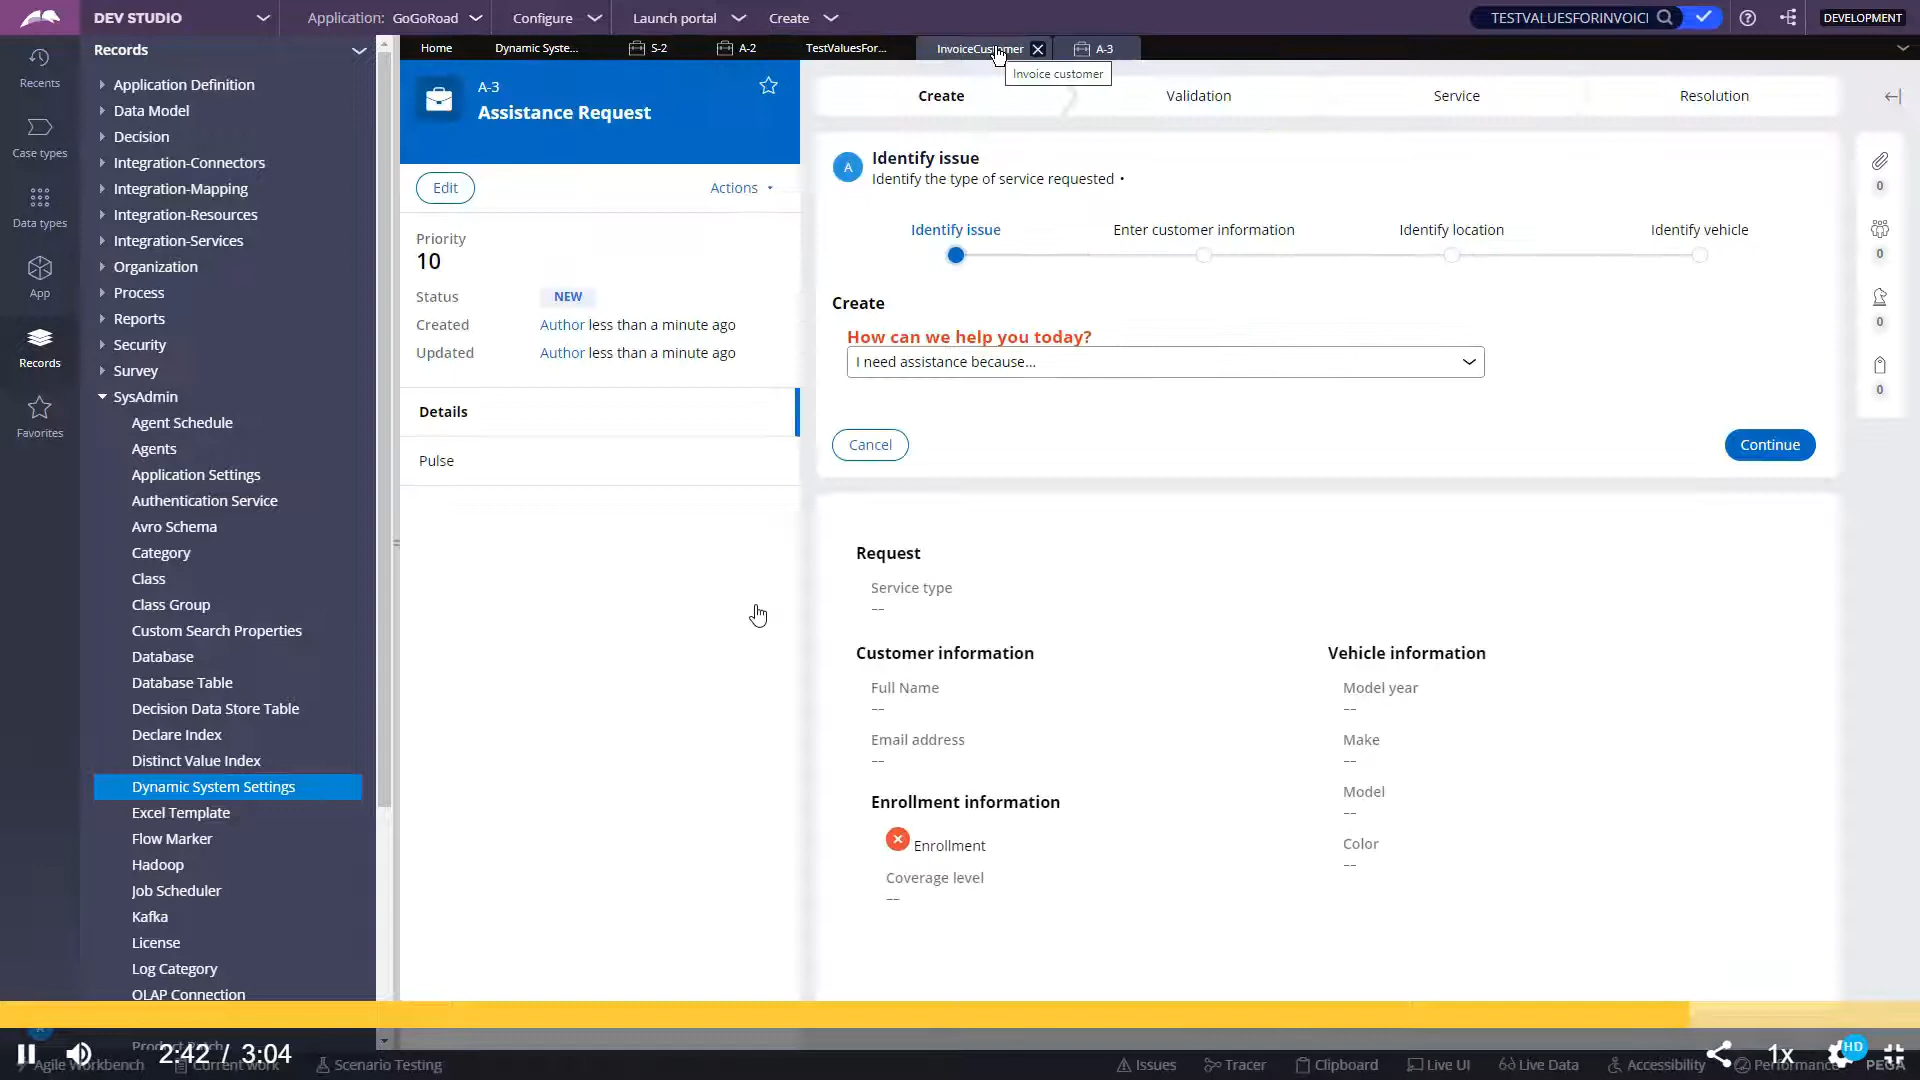 DEV STUDIO
Application: GoGoRoad
Configure
Launch portal
Create
TESTVALUESFORINVOICI
DEVELOPMENT
Recents
Case types
Data types
App
Records
Favorites
Records
Application Definition
Data Model
Decision
Integration-Connectors
Integration-Mapping
Integration-Resources
Integration-Services
Organization
Process
Reports
Security
Survey
SysAdmin
Agent Schedule
Agents
Application Settings
Authentication Service
Avro Schema
Category
Class
Class Group
Custom Search Properties
Database
Database Table
Decision Data Store Table
Declare Index
Distinct Value Index
Dynamic System Settings
Excel Template
Flow Marker
Hadoop
Job Scheduler
Kafka
License
Log Category
OLAP Connection
Product Patch
Home
Dynamic Syste...
S-2
A-2
TestValuesFor...
InvoiceCustomer
A-3
Invoice customer
A-3
Assistance Request
Edit
Actions
Priority
10
Status NEW
Created Author less than a minute ago
Updated Author less than a minute ago
Details
Pulse
Create
Validation
Service
Resolution
A
Identify issue
Identify the type of service requested •
Identify issue
Enter customer information
Identify location
Identify vehicle
Create
How can we help you today?
I need assistance because...
Cancel
Continue
0
0
0
0
Request
Service type
--
Customer information
Full Name
--
Email address
--
Enrollment information
Enrollment
Coverage level
--
Vehicle information
Model year
--
Make
--
Model
--
Color
--
2:42 / 3:04
1x
HD
Agile Workbench
Current work
Scenario Testing
Issues
Tracer
Clipboard
Live UI
Live Data
Accessibility
Performance
PEGA